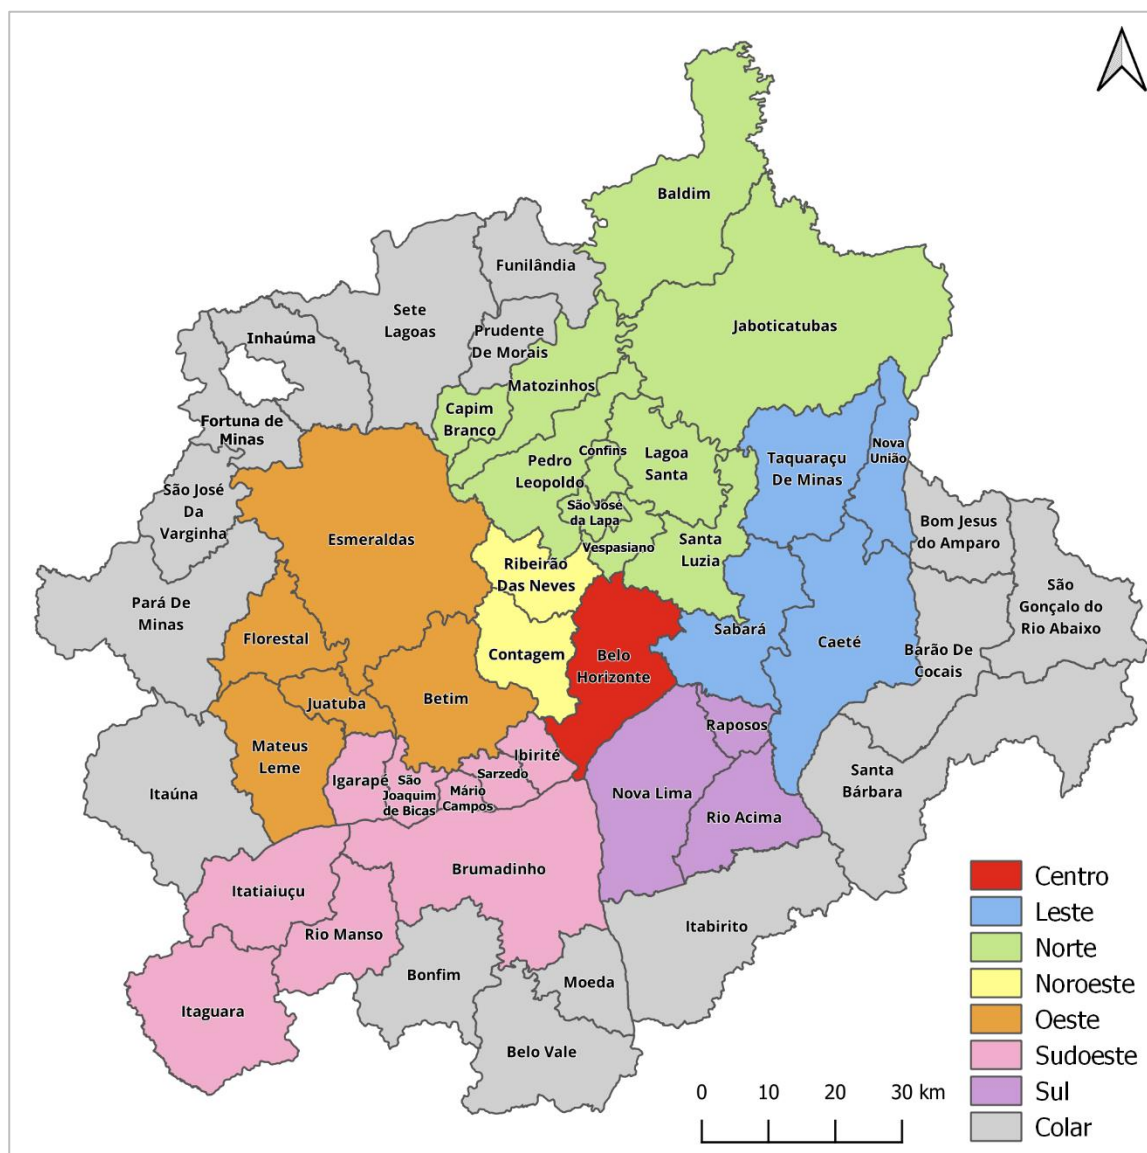 Baldim
Funilândia
Sete
Lagoas
Jaboticatubas
Prudente
De Morais
Inhaúma
Matozinhos
Capim
Branco
Fortuna de
Minas
Confins
Lagoa
Santa
Nova
União
Taquaraçu
De Minas
Pedro
Leopoldo
São José
Da
Varginha
São José
da Lapa
Bom Jesus
do Amparo
Esmeraldas
Vespasiano
Santa
Luzia
Ribeirão
Das Neves
São
Gonçalo do
Rio Abaixo
Pará De
Minas
Florestal
Contagem
Belo
Horizonte
Sabará
Caeté
Barão De
Cocais
Juatuba
Betim
Raposos
Mateus
Leme
Ibirité
Sarzedo
Igarapé
São
Joaquim
de Bicas
Mário
Campos
Itaúna
Nova Lima
Santa
Bárbara
Rio Acima
Brumadinho
Itatiaiuçu
Rio Manso
Itabirito
Bonfim
Moeda
Itaguara
Belo Vale
Centro
Leste
Norte
Noroeste
Oeste
Sudoeste
Sul
Colar
0 10 20 30 km